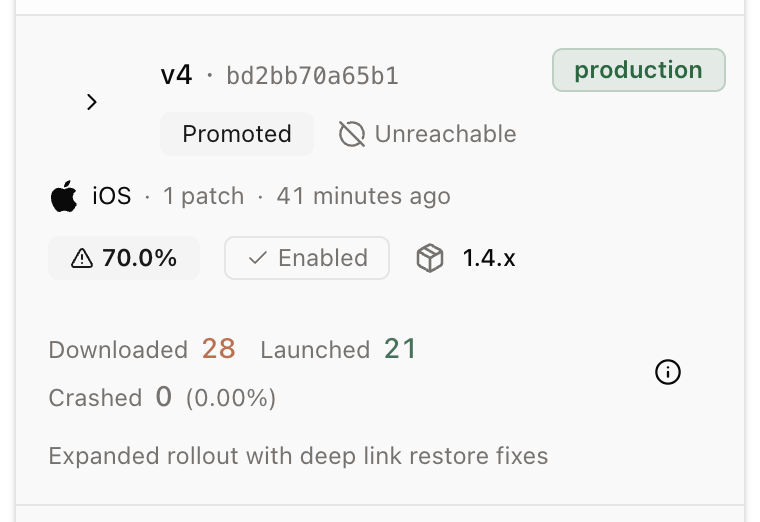 v4 · bd2bb70a65b1 production
Promoted Unreachable
iOS · 1 patch · 41 minutes ago
70.0% Enabled 1.4.x
Downloaded 28 Launched 21
Crashed 0 (0.00%)
Expanded rollout with deep link restore fixes